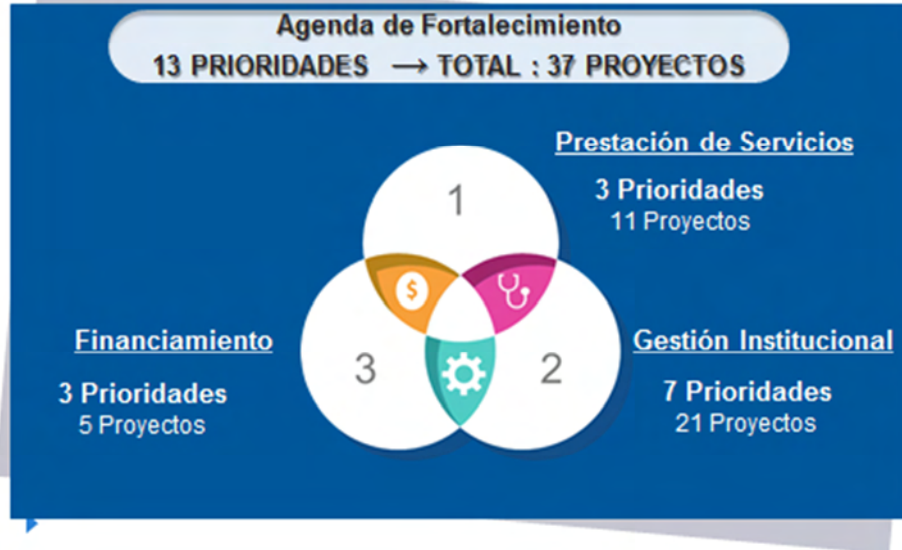 Agenda de Fortalecimiento
13 PRIORIDADES → TOTAL : 37 PROYECTOS
Prestación de Servicios
3 Prioridades
11 Proyectos
1
$
Financiamiento
3 Prioridades
5 Proyectos
3
2
Gestión Institucional
7 Prioridades
21 Proyectos